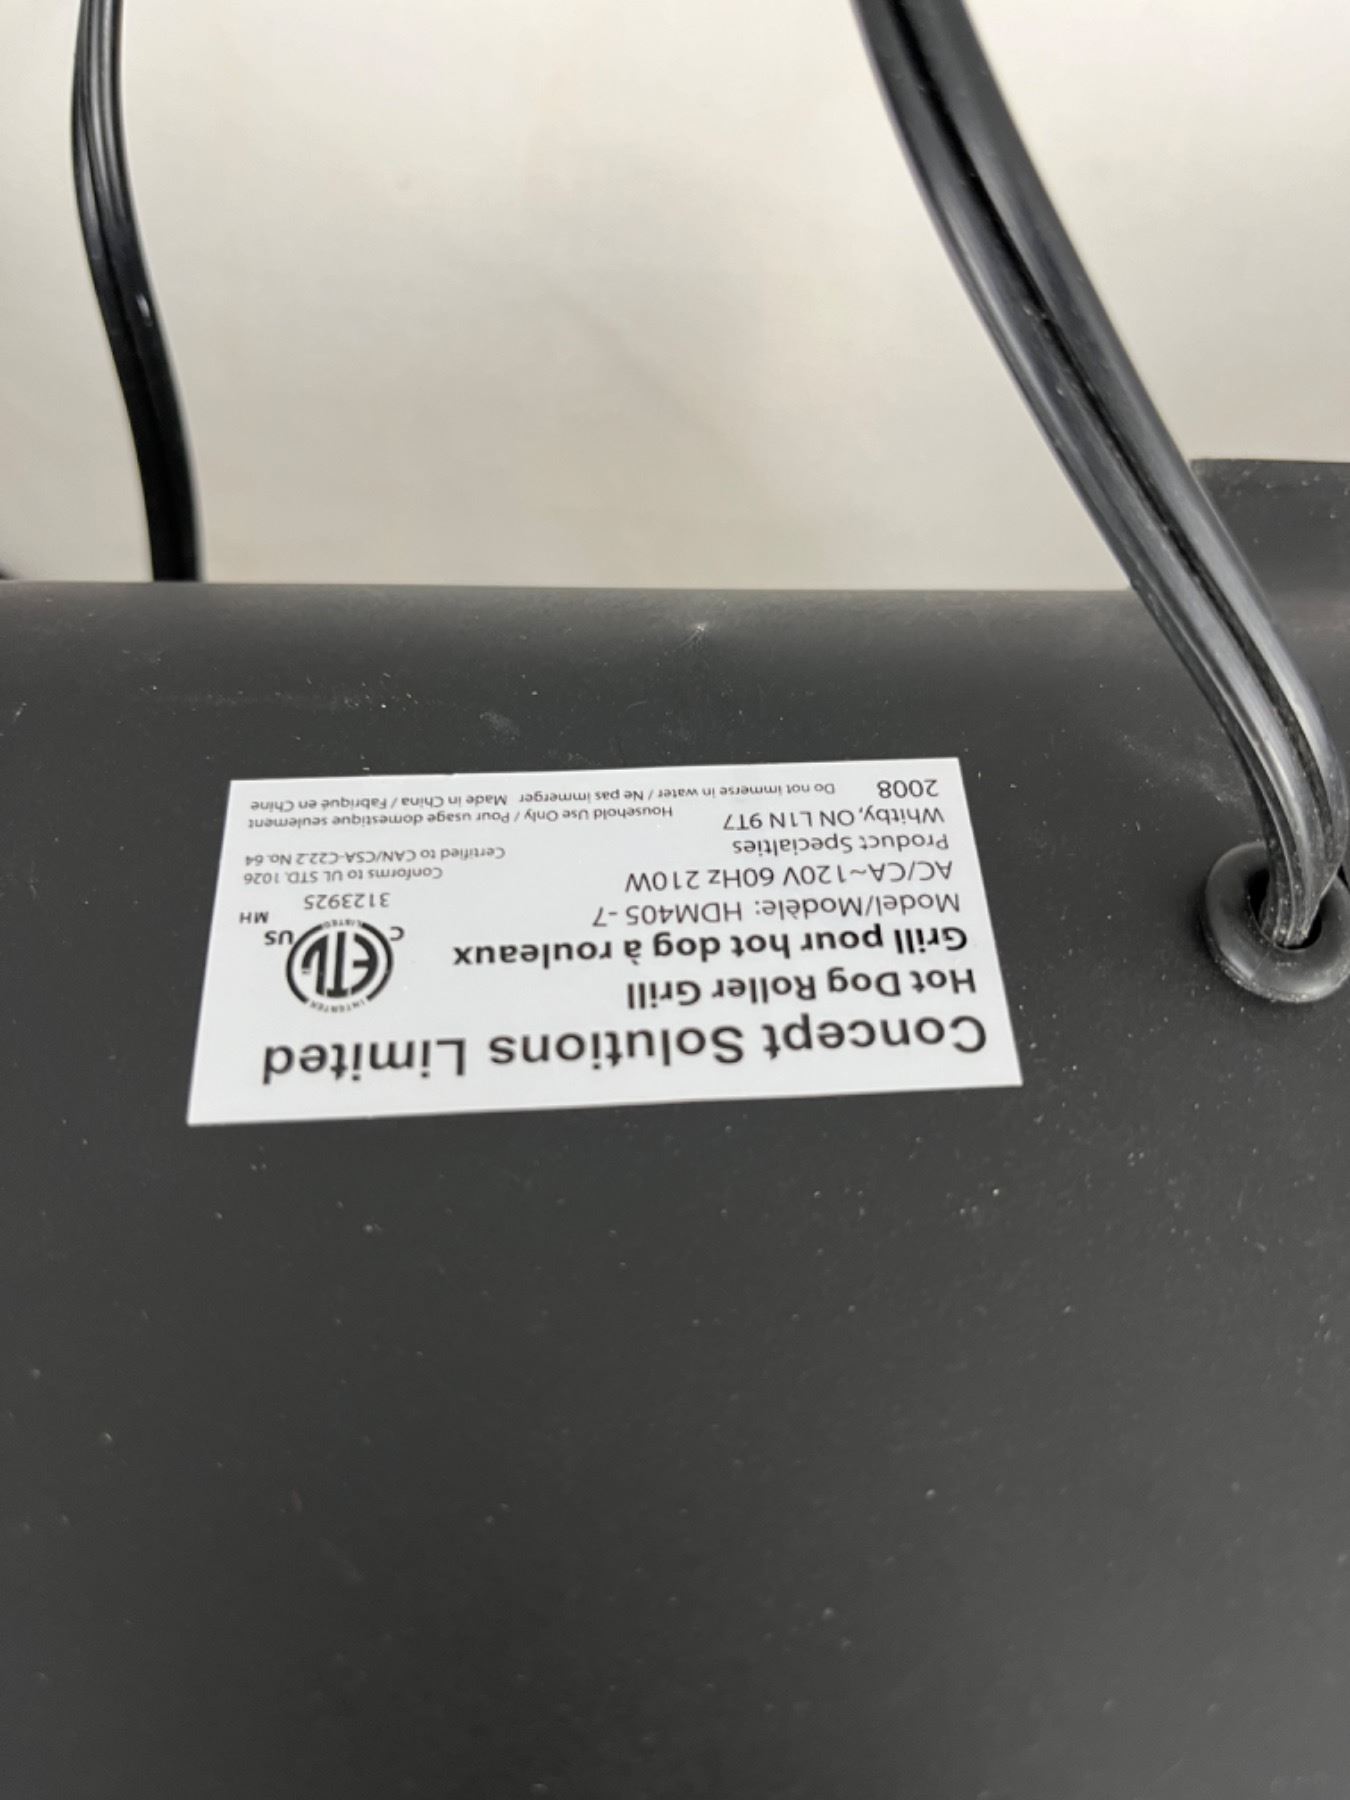 Concept Solutions Limited
Hot Dog Roller Grill
Grill pour hot dog à rouleaux
Model/Modèle: HDM405 -7
AC/CA~120V 60Hz 210W
Product Specialties
Whitby, ON L1N 9T7
2008
INTERTEK
ETL
LISTED
C
US
MH
3123925
Conforms to UL STD. 1026
Certified to CAN/CSA-C22.2 No. 64
Household Use Only / Pour usage domestique seulement
Do not immerse in water / Ne pas immerger Made in China / Fabriqué en Chine